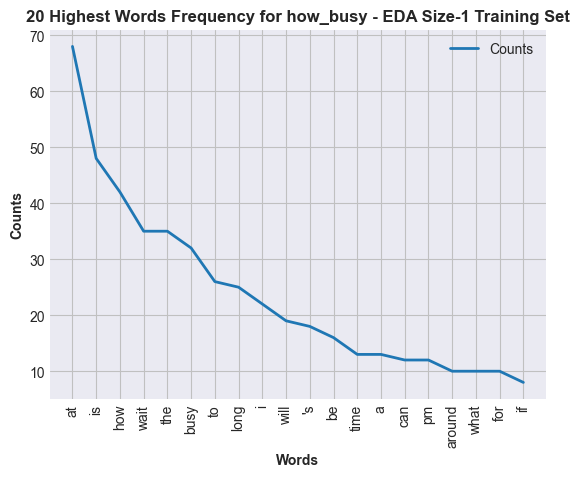 20 Highest Words Frequency for how_busy - EDA Size-1 Training Set
Counts
70
60
50
40
30
20
10
Counts
at
is
how
wait
the
busy
to
long
i
will
's
be
time
a
can
pm
around
what
for
if
Words